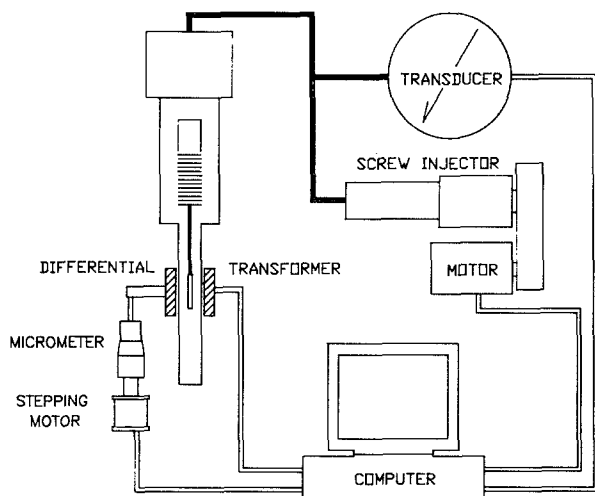 TRANSDUCER
SCREW INJECTOR
DIFFERENTIAL
TRANSFORMER
MOTOR
MICROMETER
STEPPING
MOTOR
COMPUTER